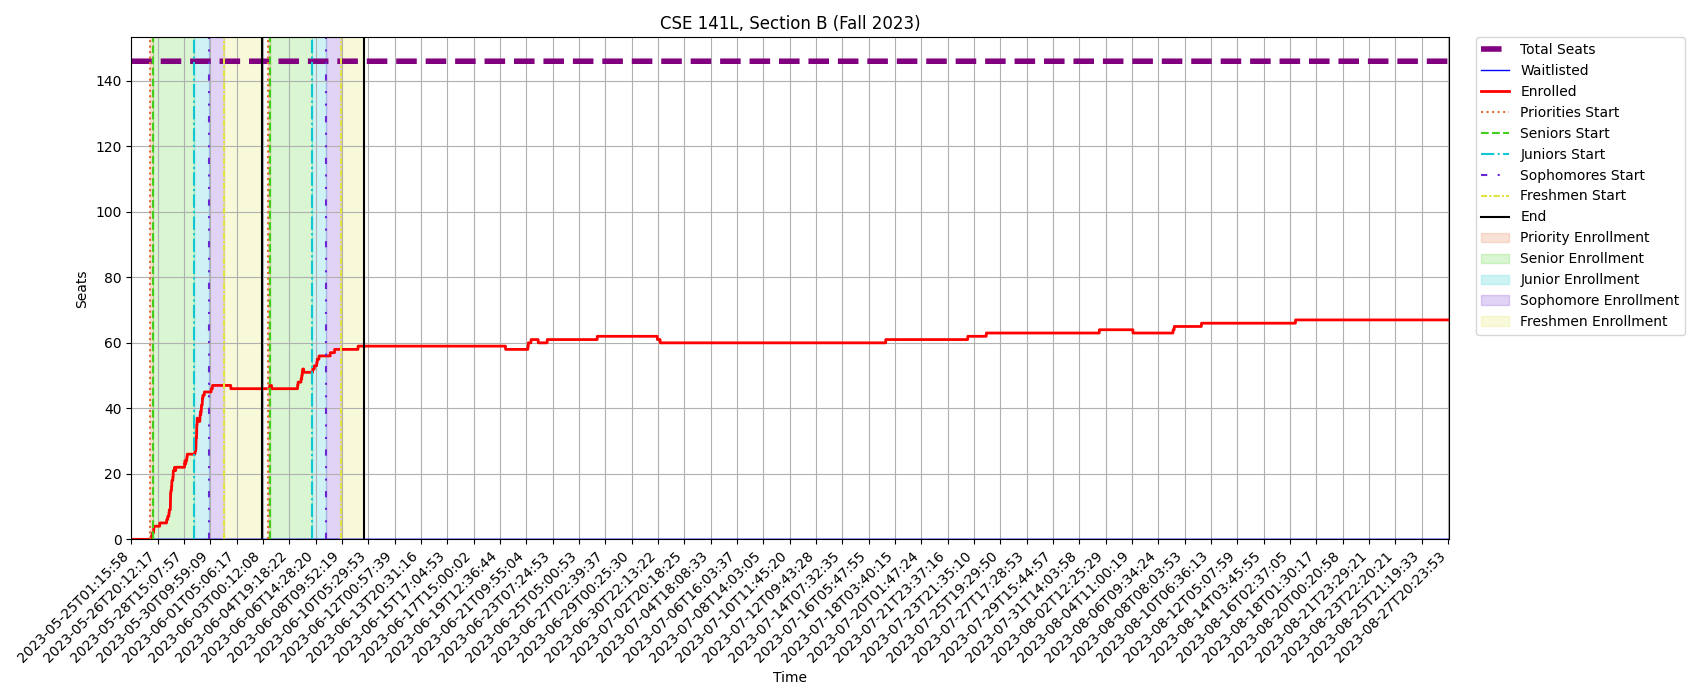 CSE 141L, Section B (Fall 2023)
Seats
140
120
100
80
60
40
20
0
2023-05-25T01:15:58
2023-05-26T20:12:17
2023-05-28T15:07:57
2023-05-30T09:59:09
2023-06-01T05:06:17
2023-06-03T00:12:08
2023-06-04T19:18:22
2023-06-06T14:28:20
2023-06-08T09:52:19
2023-06-10T05:29:53
2023-06-12T00:57:39
2023-06-13T20:31:16
2023-06-15T17:04:53
2023-06-17T15:00:02
2023-06-19T12:36:44
2023-06-21T09:55:04
2023-06-23T07:24:53
2023-06-25T05:00:53
2023-06-27T02:39:37
2023-06-29T00:25:30
2023-06-30T22:13:22
2023-07-02T20:18:25
2023-07-04T18:08:33
2023-07-06T16:03:37
2023-07-08T14:03:05
2023-07-10T11:45:20
2023-07-12T09:43:28
2023-07-14T07:32:35
2023-07-16T05:47:55
2023-07-18T03:40:15
2023-07-20T01:47:24
2023-07-21T23:37:16
2023-07-23T21:35:10
2023-07-25T19:29:50
2023-07-27T17:28:53
2023-07-29T15:44:57
2023-07-31T14:03:58
2023-08-02T12:25:29
2023-08-04T11:00:19
2023-08-06T09:34:24
2023-08-08T08:03:53
2023-08-10T06:36:13
2023-08-12T05:07:59
2023-08-14T03:45:55
2023-08-16T02:37:05
2023-08-18T01:30:17
2023-08-20T00:20:58
2023-08-21T23:29:21
2023-08-23T22:20:21
2023-08-25T21:19:33
2023-08-27T20:23:53
Time
Total Seats
Waitlisted
Enrolled
Priorities Start
Seniors Start
Juniors Start
Sophomores Start
Freshmen Start
End
Priority Enrollment
Senior Enrollment
Junior Enrollment
Sophomore Enrollment
Freshmen Enrollment